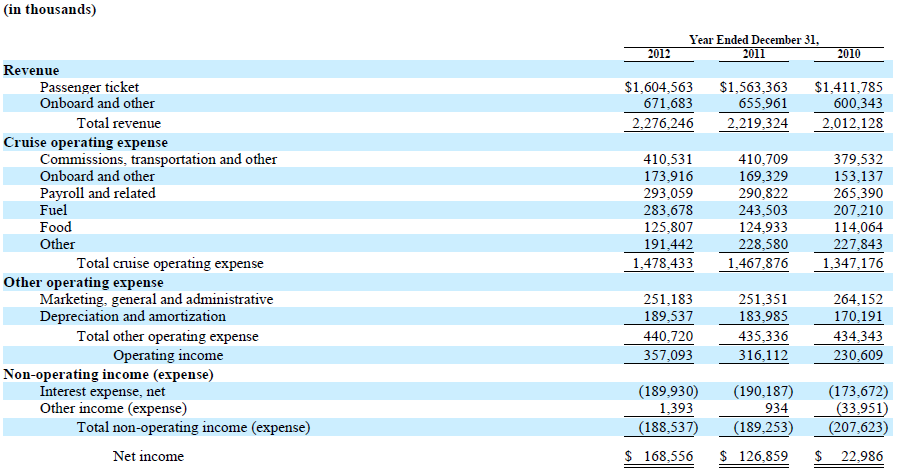 (in thousands)
Year Ended December 31,
2012 2011 2010
Revenue
Passenger ticket $1,604,563 $1,563,363 $1,411,785
Onboard and other 671,683 655,961 600,343
Total revenue 2,276,246 2,219,324 2,012,128
Cruise operating expense
Commissions, transportation and other 410,531 410,709 379,532
Onboard and other 173,916 169,329 153,137
Payroll and related 293,059 290,822 265,390
Fuel 283,678 243,503 207,210
Food 125,807 124,933 114,064
Other 191,442 228,580 227,843
Total cruise operating expense 1,478,433 1,467,876 1,347,176
Other operating expense
Marketing, general and administrative 251,183 251,351 264,152
Depreciation and amortization 189,537 183,985 170,191
Total other operating expense 440,720 435,336 434,343
Operating income 357,093 316,112 230,609
Non-operating income (expense)
Interest expense, net (189,930) (190,187) (173,672)
Other income (expense) 1,393 934 (33,951)
Total non-operating income (expense) (188,537) (189,253) (207,623)
Net income $ 168,556 $ 126,859 $ 22,986